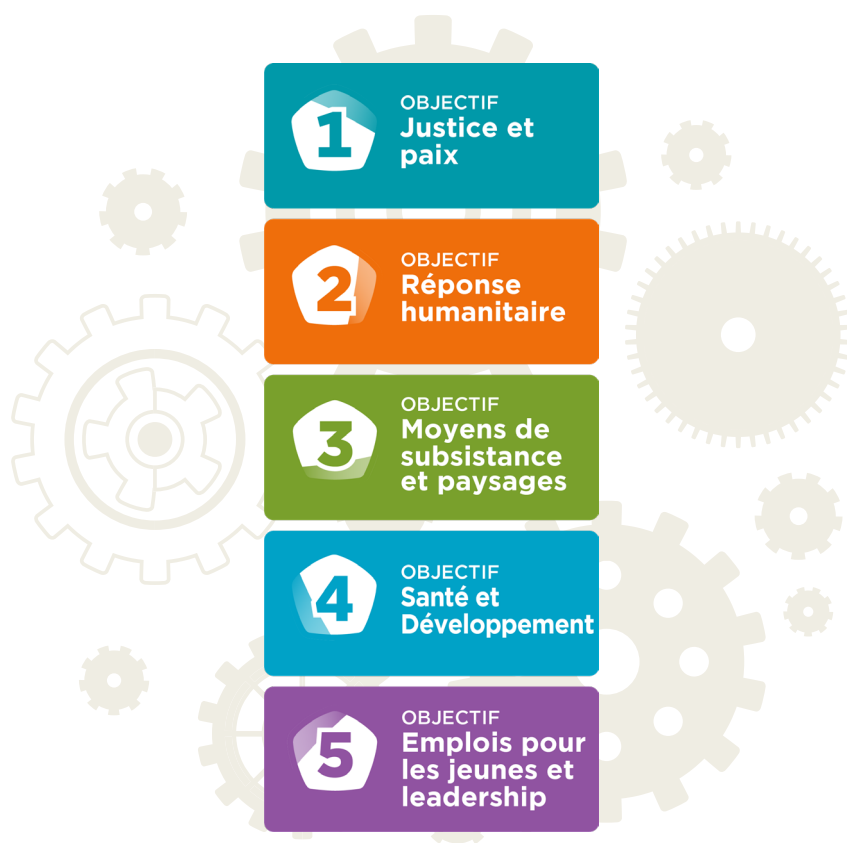 1
OBJECTIF
Justice et
paix
2
OBJECTIF
Réponse
humanitaire
3
OBJECTIF
Moyens de
subsistance
et paysages
4
OBJECTIF
Santé et
Développement
5
OBJECTIF
Emplois pour
les jeunes et
leadership